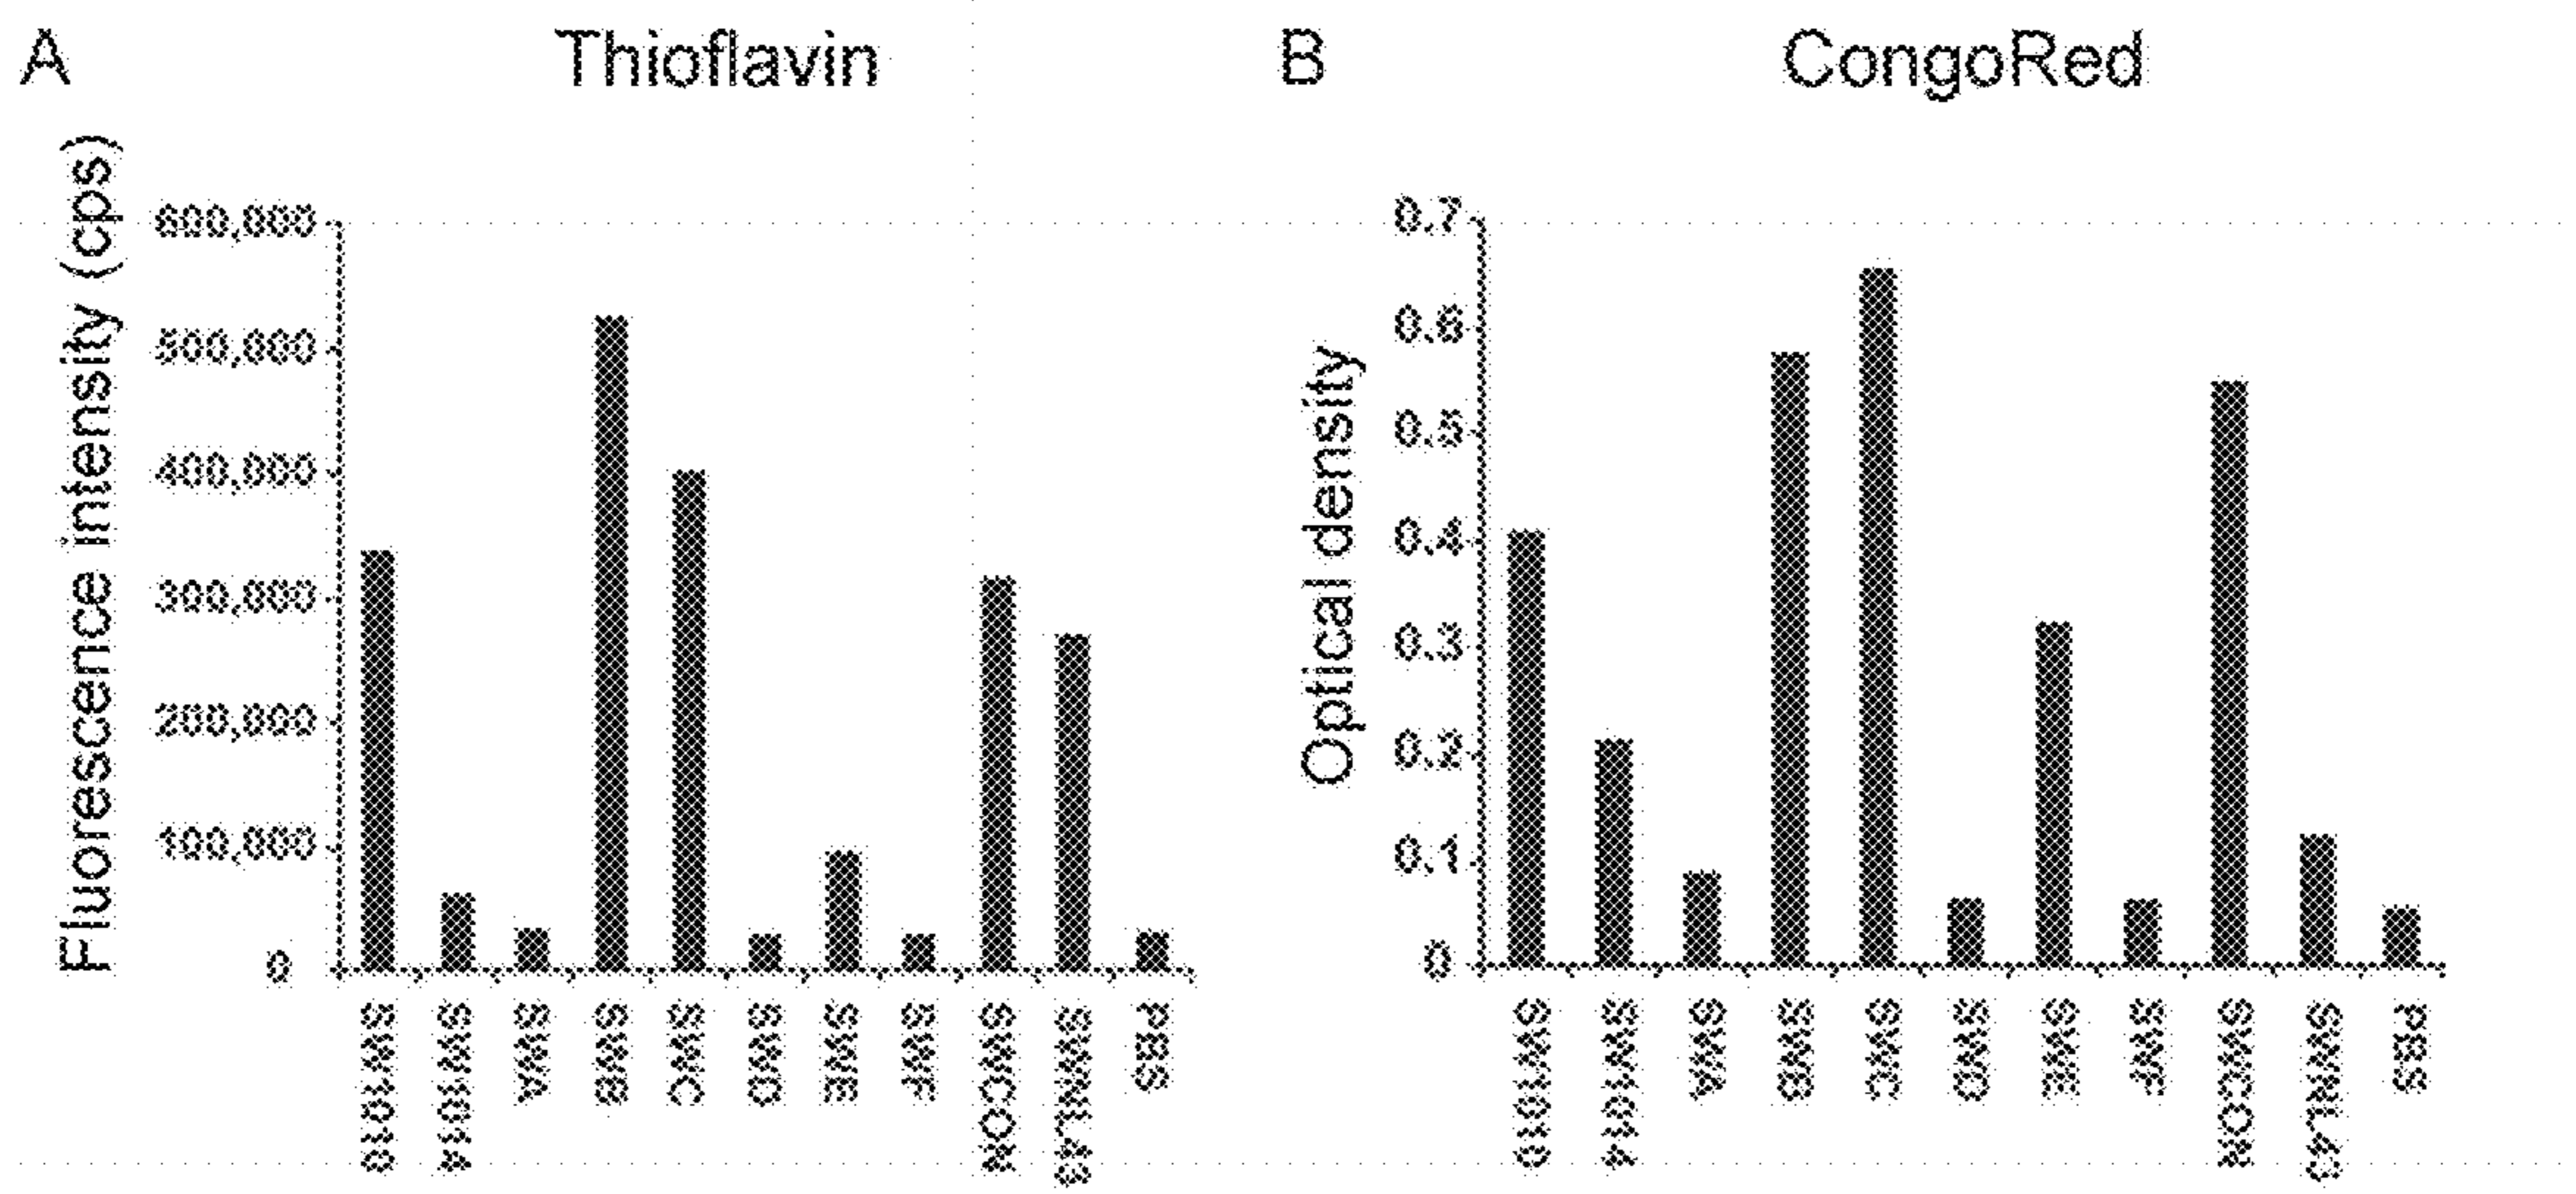 A
Thioflavin
Fluorescence intensity (cps)
600,000
500,000
400,000
300,000
200,000
100,000
0
SW1010
SW1014
SWA
SWB
SWC
SWD
SWE
SWF
SWCON
SWNL43
PBS
B
CongoRed
Optical density
0.7
0.6
0.5
0.4
0.3
0.2
0.1
0
SW1010
SW1014
SWA
SWB
SWC
SWD
SWE
SWF
SWCON
SWNL43
PBS